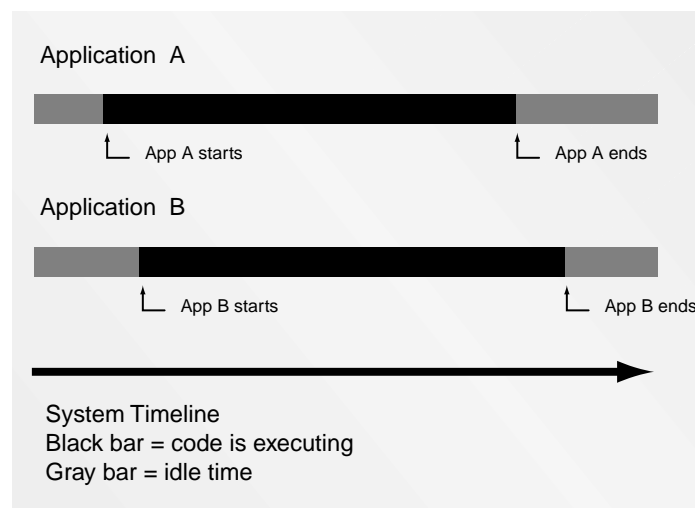 Application A
App A starts
App A ends
Application B
App B starts
App B ends
System Timeline
Black bar = code is executing
Gray bar = idle time